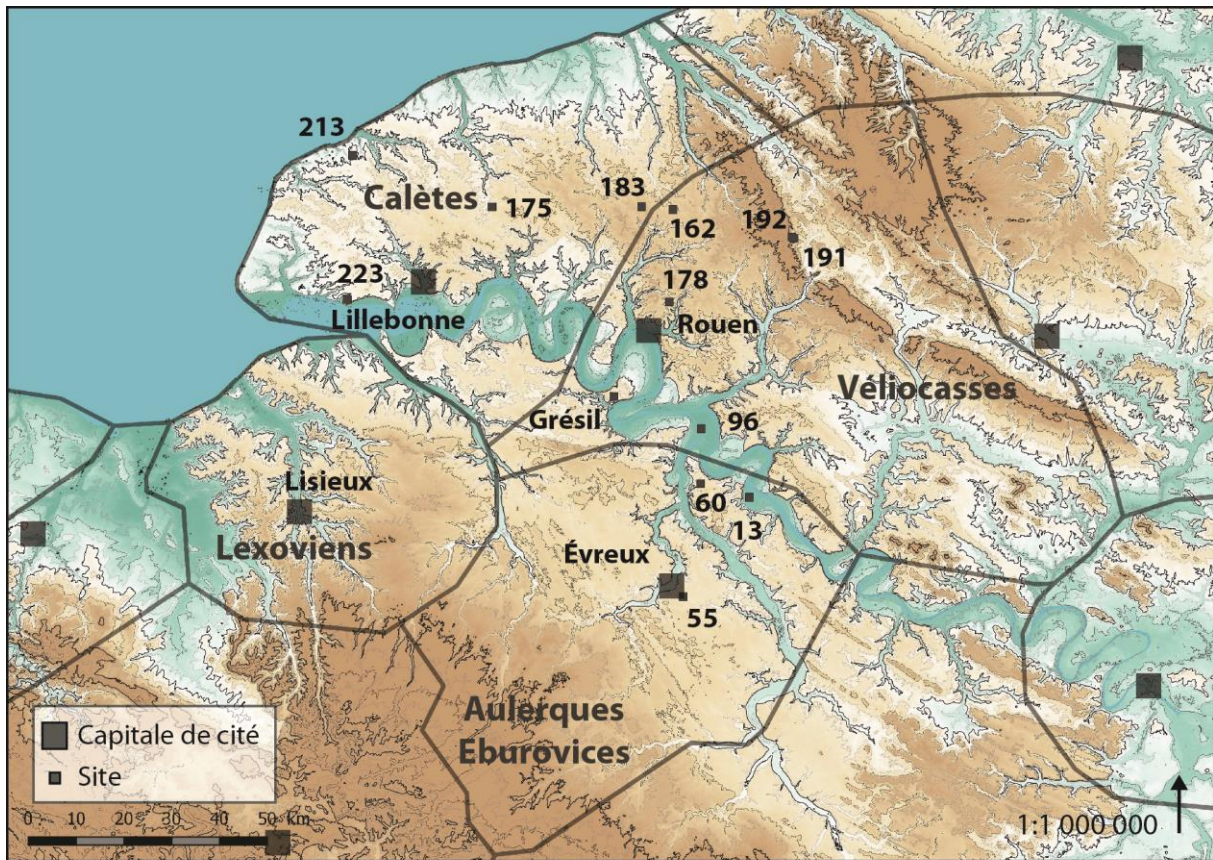 213
Calètes
175
183
162
192
191
223
178
Lillebonne
Rouen
Véliocasses
Grésil
96
Lisieux
60
13
Lexoviens
Évreux
55
Aulerques
Eburovices
Capitale de cité
Site
0 10 20 30 40 50 km
1:1 000 000